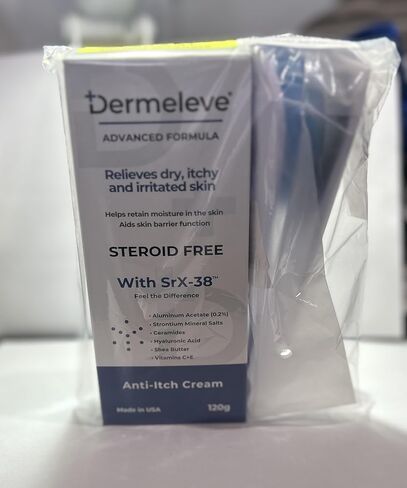 Dermeleve®
ADVANCED FORMULA
Relieves dry, itchy
and irritated skin
Helps retain moisture in the skin
Aids skin barrier function
STEROID FREE
With SrX-38™
Feel the Difference
• Aluminum Acetate (0.2%)
• Strontium Mineral Salts
• Ceramides
• Hyaluronic Acid
• Shea Butter
• Vitamins C+E
Anti-Itch Cream
Made in USA 120g